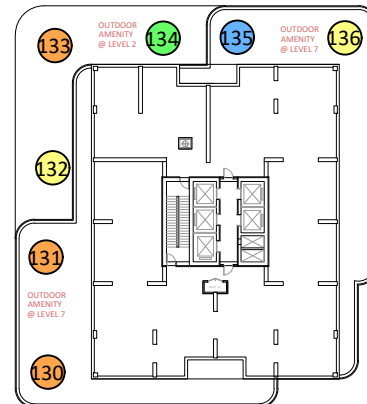 OUTDOOR
AMENITY
@ LEVEL 2
OUTDOOR
AMENITY
@ LEVEL 7
133
134
135
136
132
131
OUTDOOR
AMENITY
@ LEVEL 7
130